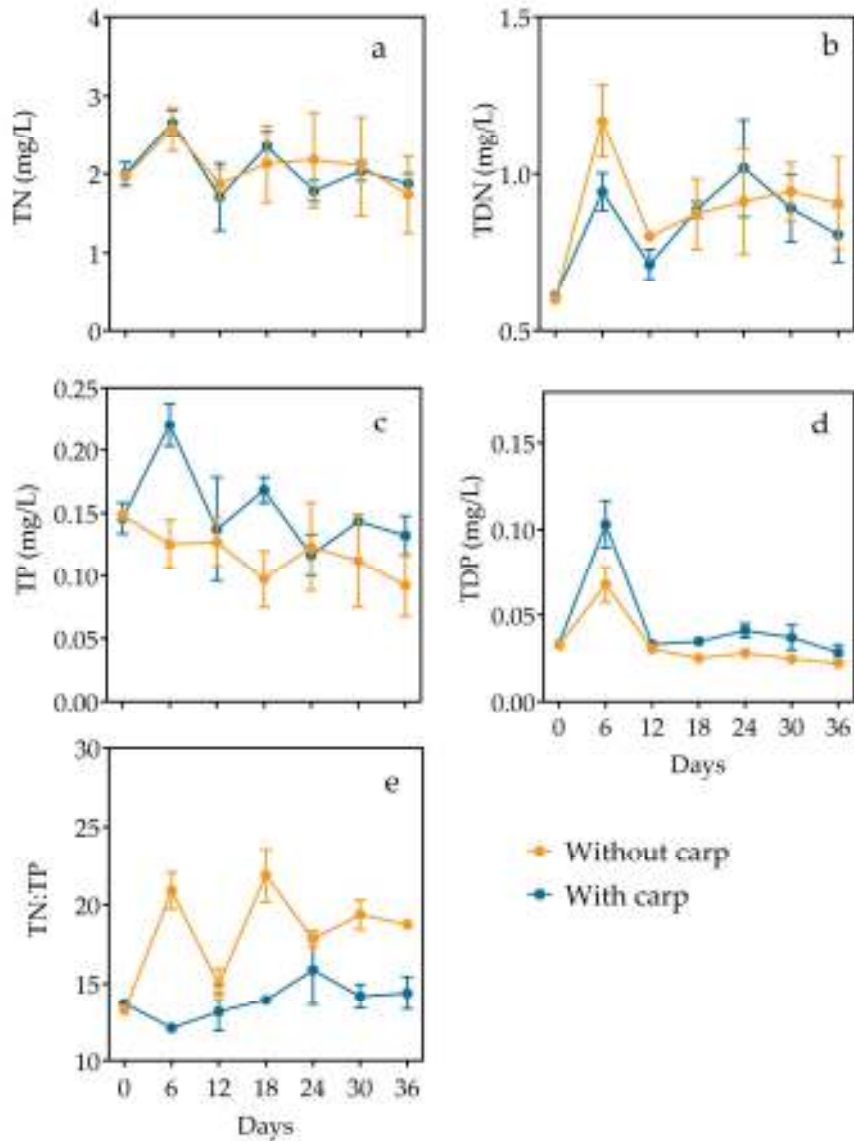 a
TN (mg/L)
4
3
2
1
0
b
TDN (mg/L)
1.5
1.0
0.5
c
TP (mg/L)
0.25
0.20
0.15
0.10
0.05
0.00
d
TDP (mg/L)
0.15
0.10
0.05
0.00
0 6 12 18 24 30 36
Days
e
TN:TP
30
25
20
15
10
0 6 12 18 24 30 36
Days
Without carp
With carp